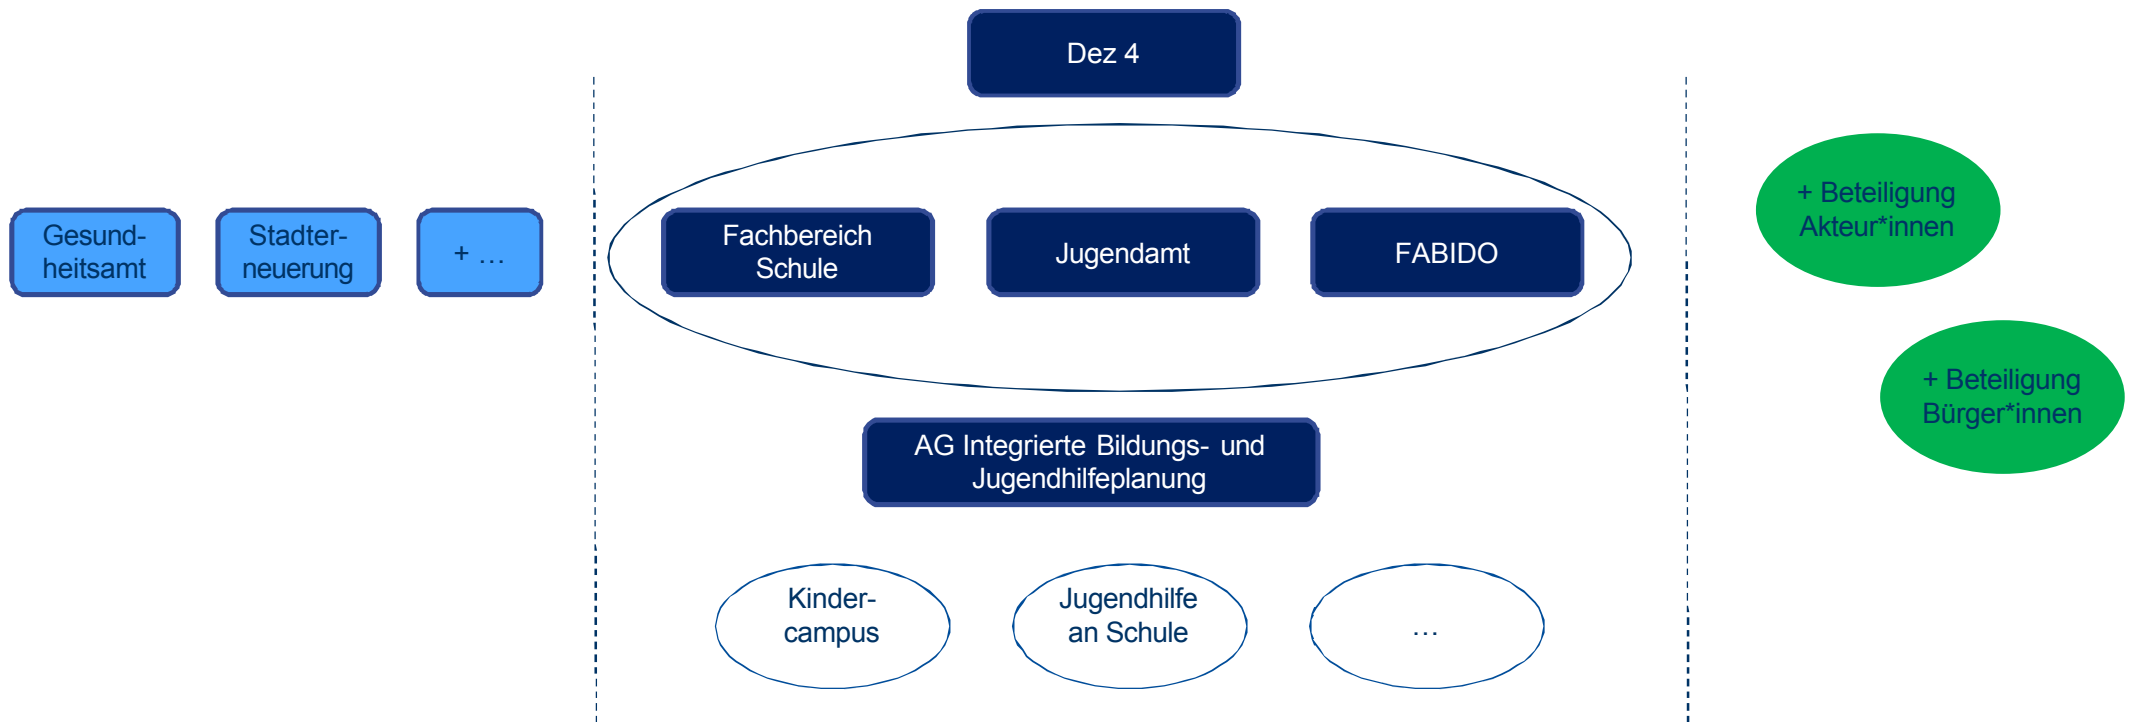 Dez 4
Gesund-
heitsamt
Stadter-
neuerung
+ …
Fachbereich
Schule
Jugendamt
FABIDO
+ Beteiligung
Akteur*innen
+ Beteiligung
Bürger*innen
AG Integrierte Bildungs- und
Jugendhilfeplanung
Kinder-
campus
Jugendhilfe
an Schule
…